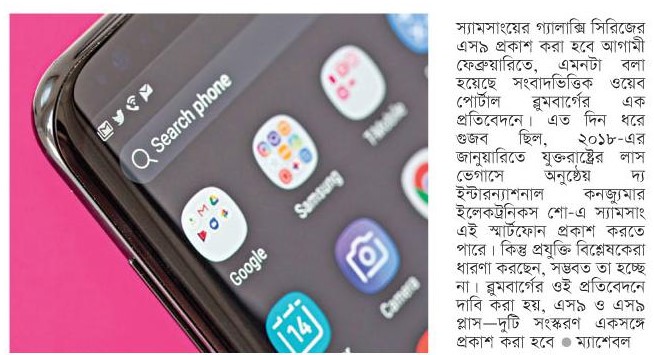 Search phone
TMobile
Samsung
Google
Camera
14
স্যামসাংয়ের গ্যালাক্সি সিরিজের
এস৯ প্রকাশ করা হবে আগামী
ফেব্রুয়ারিতে, এমনটা বলা
হয়েছে সংবাদভিত্তিক ওয়েব
পোর্টাল ব্লুমবার্গের এক
প্রতিবেদনে। এত দিন ধরে
গুজব ছিল, ২০১৮-এর
জানুয়ারিতে যুক্তরাষ্ট্রের লাস
ভেগাসে অনুষ্ঠেয় দ্য
ইন্টারন্যাশনাল কনজ্যুমার
ইলেকট্রনিকস শো-এ স্যামসাং
এই স্মার্টফোন প্রকাশ করতে
পারে। কিন্তু প্রযুক্তি বিশ্লেষকেরা
ধারণা করছেন, সম্ভবত তা হচ্ছে
না। ব্লুমবার্গের ওই প্রতিবেদনে
দাবি করা হয়, এস৯ ও এস৯
প্লাস—দুটি সংস্করণ একসঙ্গে
প্রকাশ করা হবে ● ম্যাশেবল